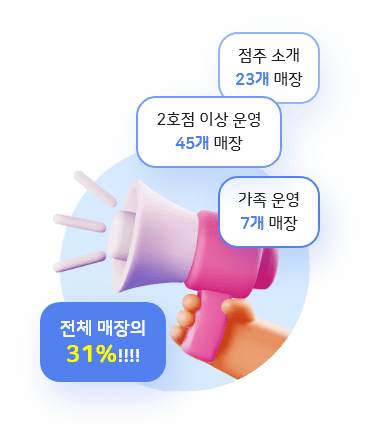 점주 소개
23개 매장
2호점 이상 운영
45개 매장
가족 운영
7개 매장
전체 매장의
31%!!!!